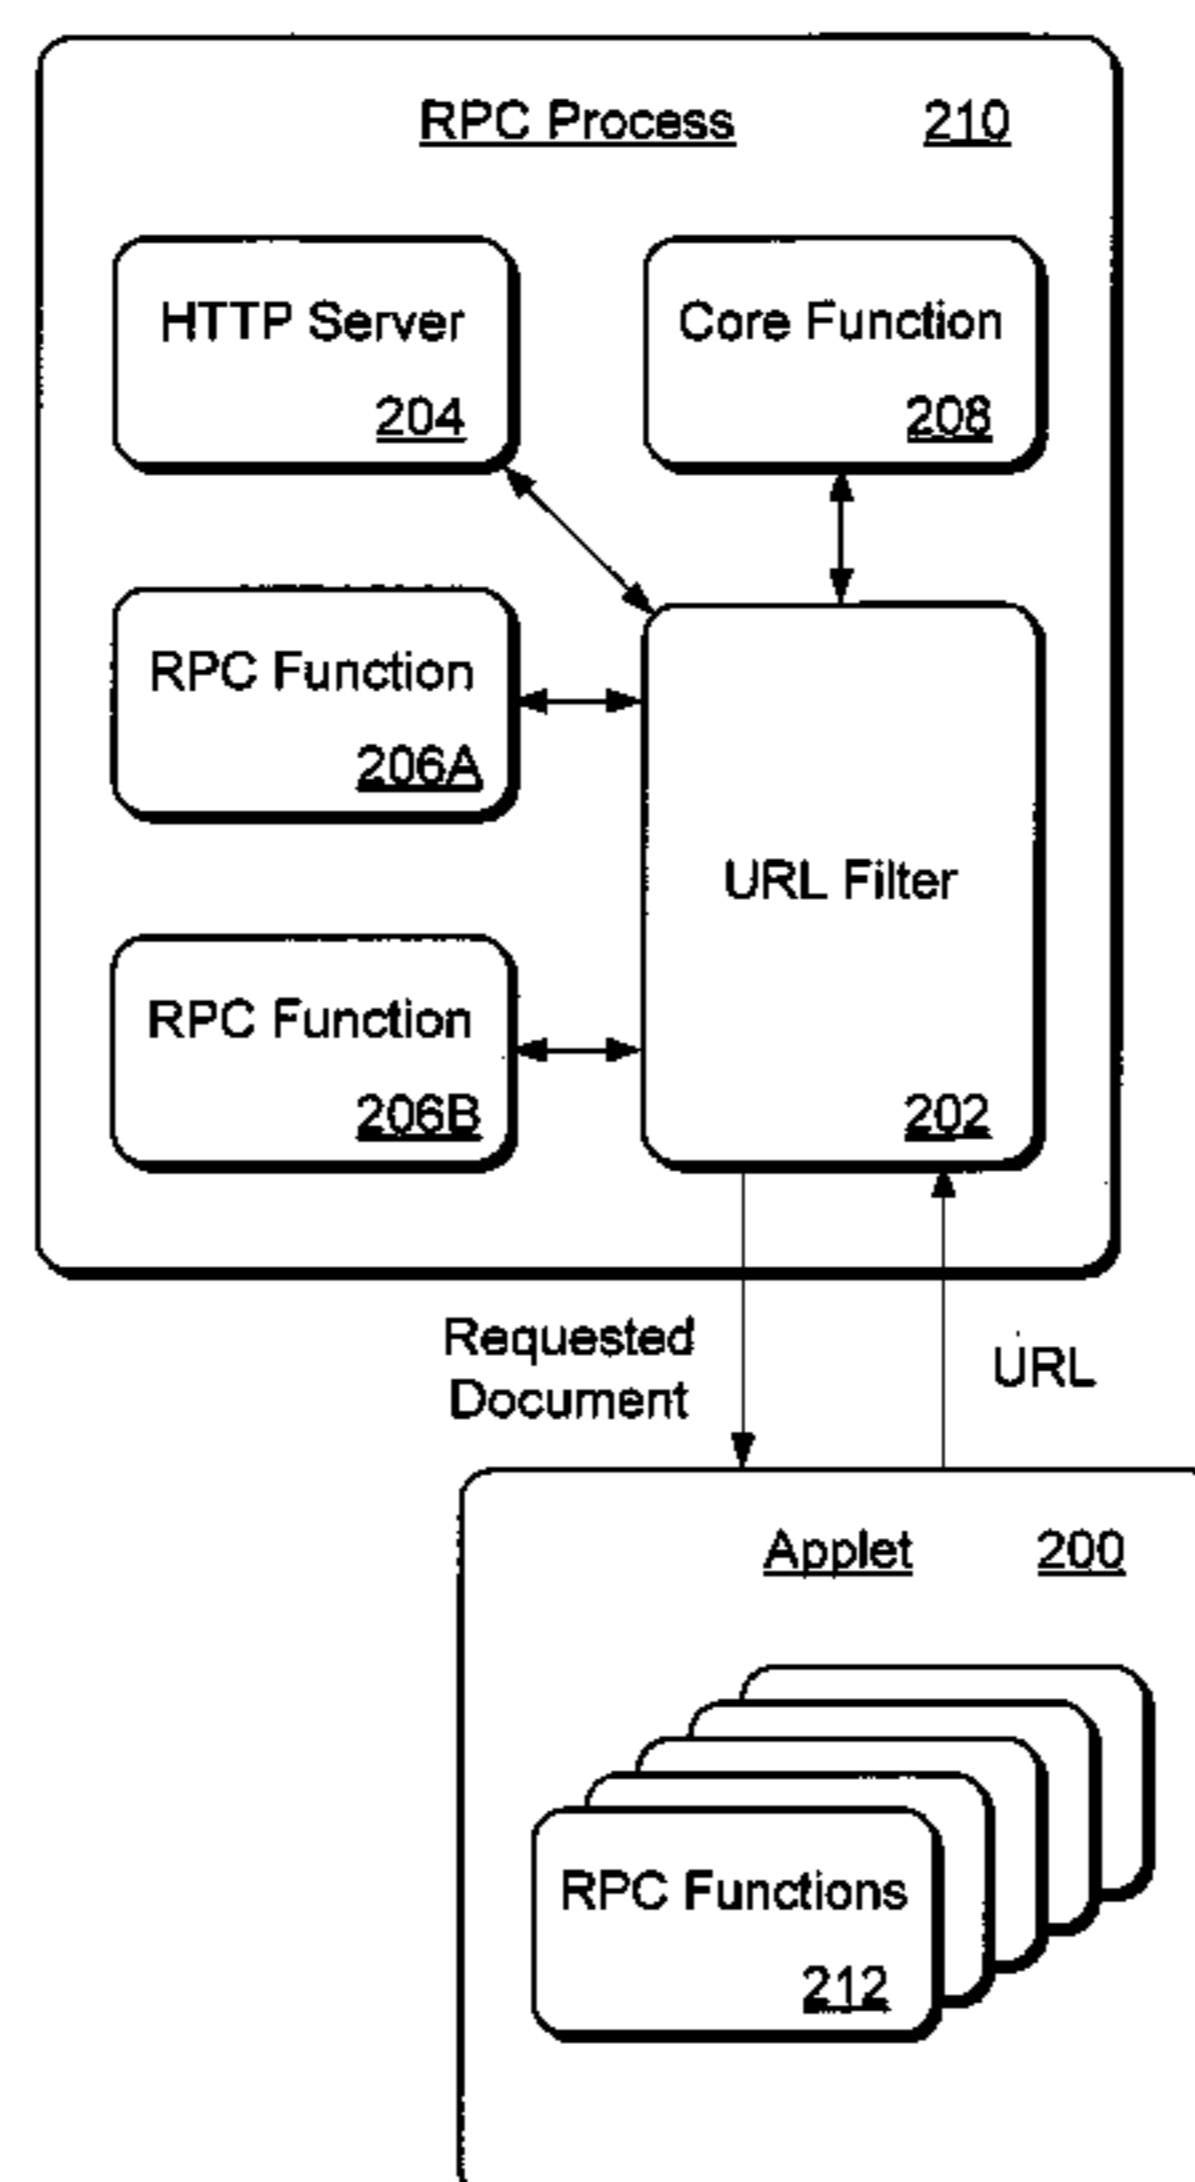 RPC Process 210
HTTP Server
204
Core Function
208
RPC Function
206A
URL Filter
202
RPC Function
206B
Requested
Document
URL
Applet 200
RPC Functions
212